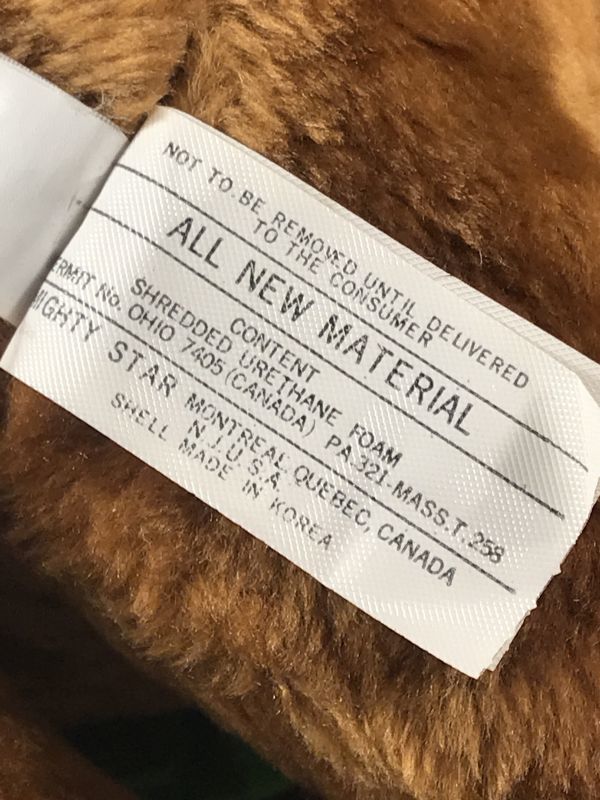 NOT TO BE REMOVED UNTIL DELIVERED
TO THE CONSUMER
ALL NEW MATERIAL
CONTENT
SHREDDED URETHANE FOAM
ERMIT No. OHIO 7405 (CANADA) PA.321-MASS.T.258
MIGHTY STAR MONTREAL, QUEBEC, CANADA
N.J. U.S.A.
SHELL MADE IN KOREA